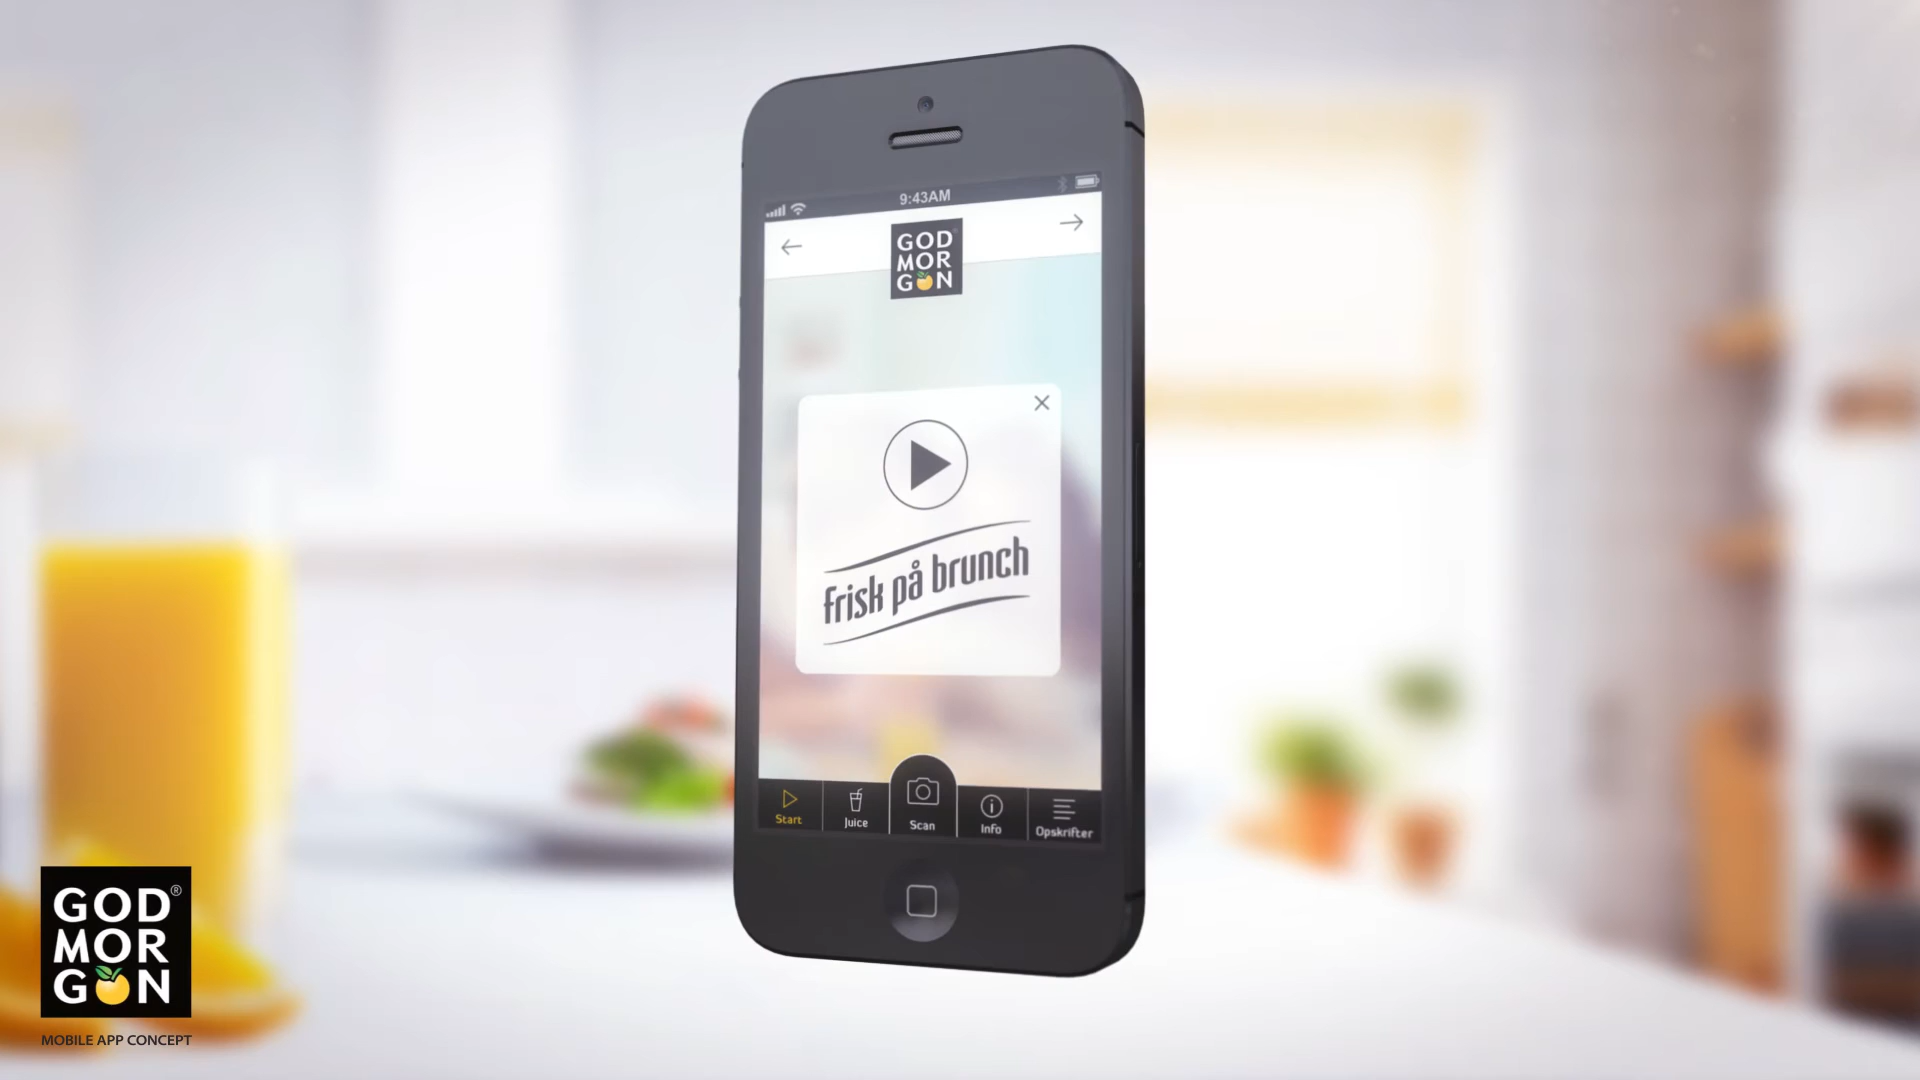 9:43AM
GOD
MOR
GON
frisk på brunch
Start
Juice
Scan
Info
Opskrifter
GOD®
MOR
GON
MOBILE APP CONCEPT